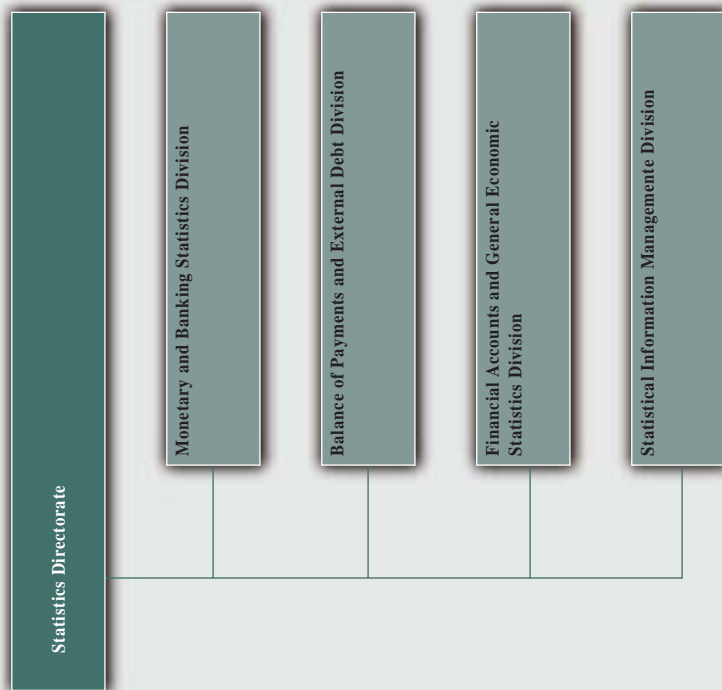 Statistics Directorate
Monetary and Banking Statistics Division
Balance of Payments and External Debt Division
Financial Accounts and General Economic
Statistics Division
Statistical Information Managemente Division